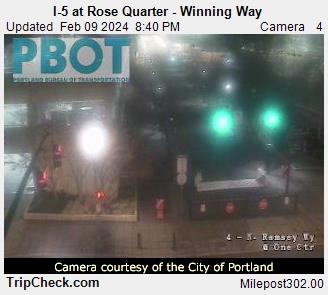 I-5 at Rose Quarter - Winning Way
Updated Feb 09 2024 8:40 PM Camera 4
PBOT
PORTLAND BUREAU OF TRANSPORTATION
4 - N. Ramsey Wy
@ One Ctr
Camera courtesy of the City of Portland
TripCheck.com Milepost302.00